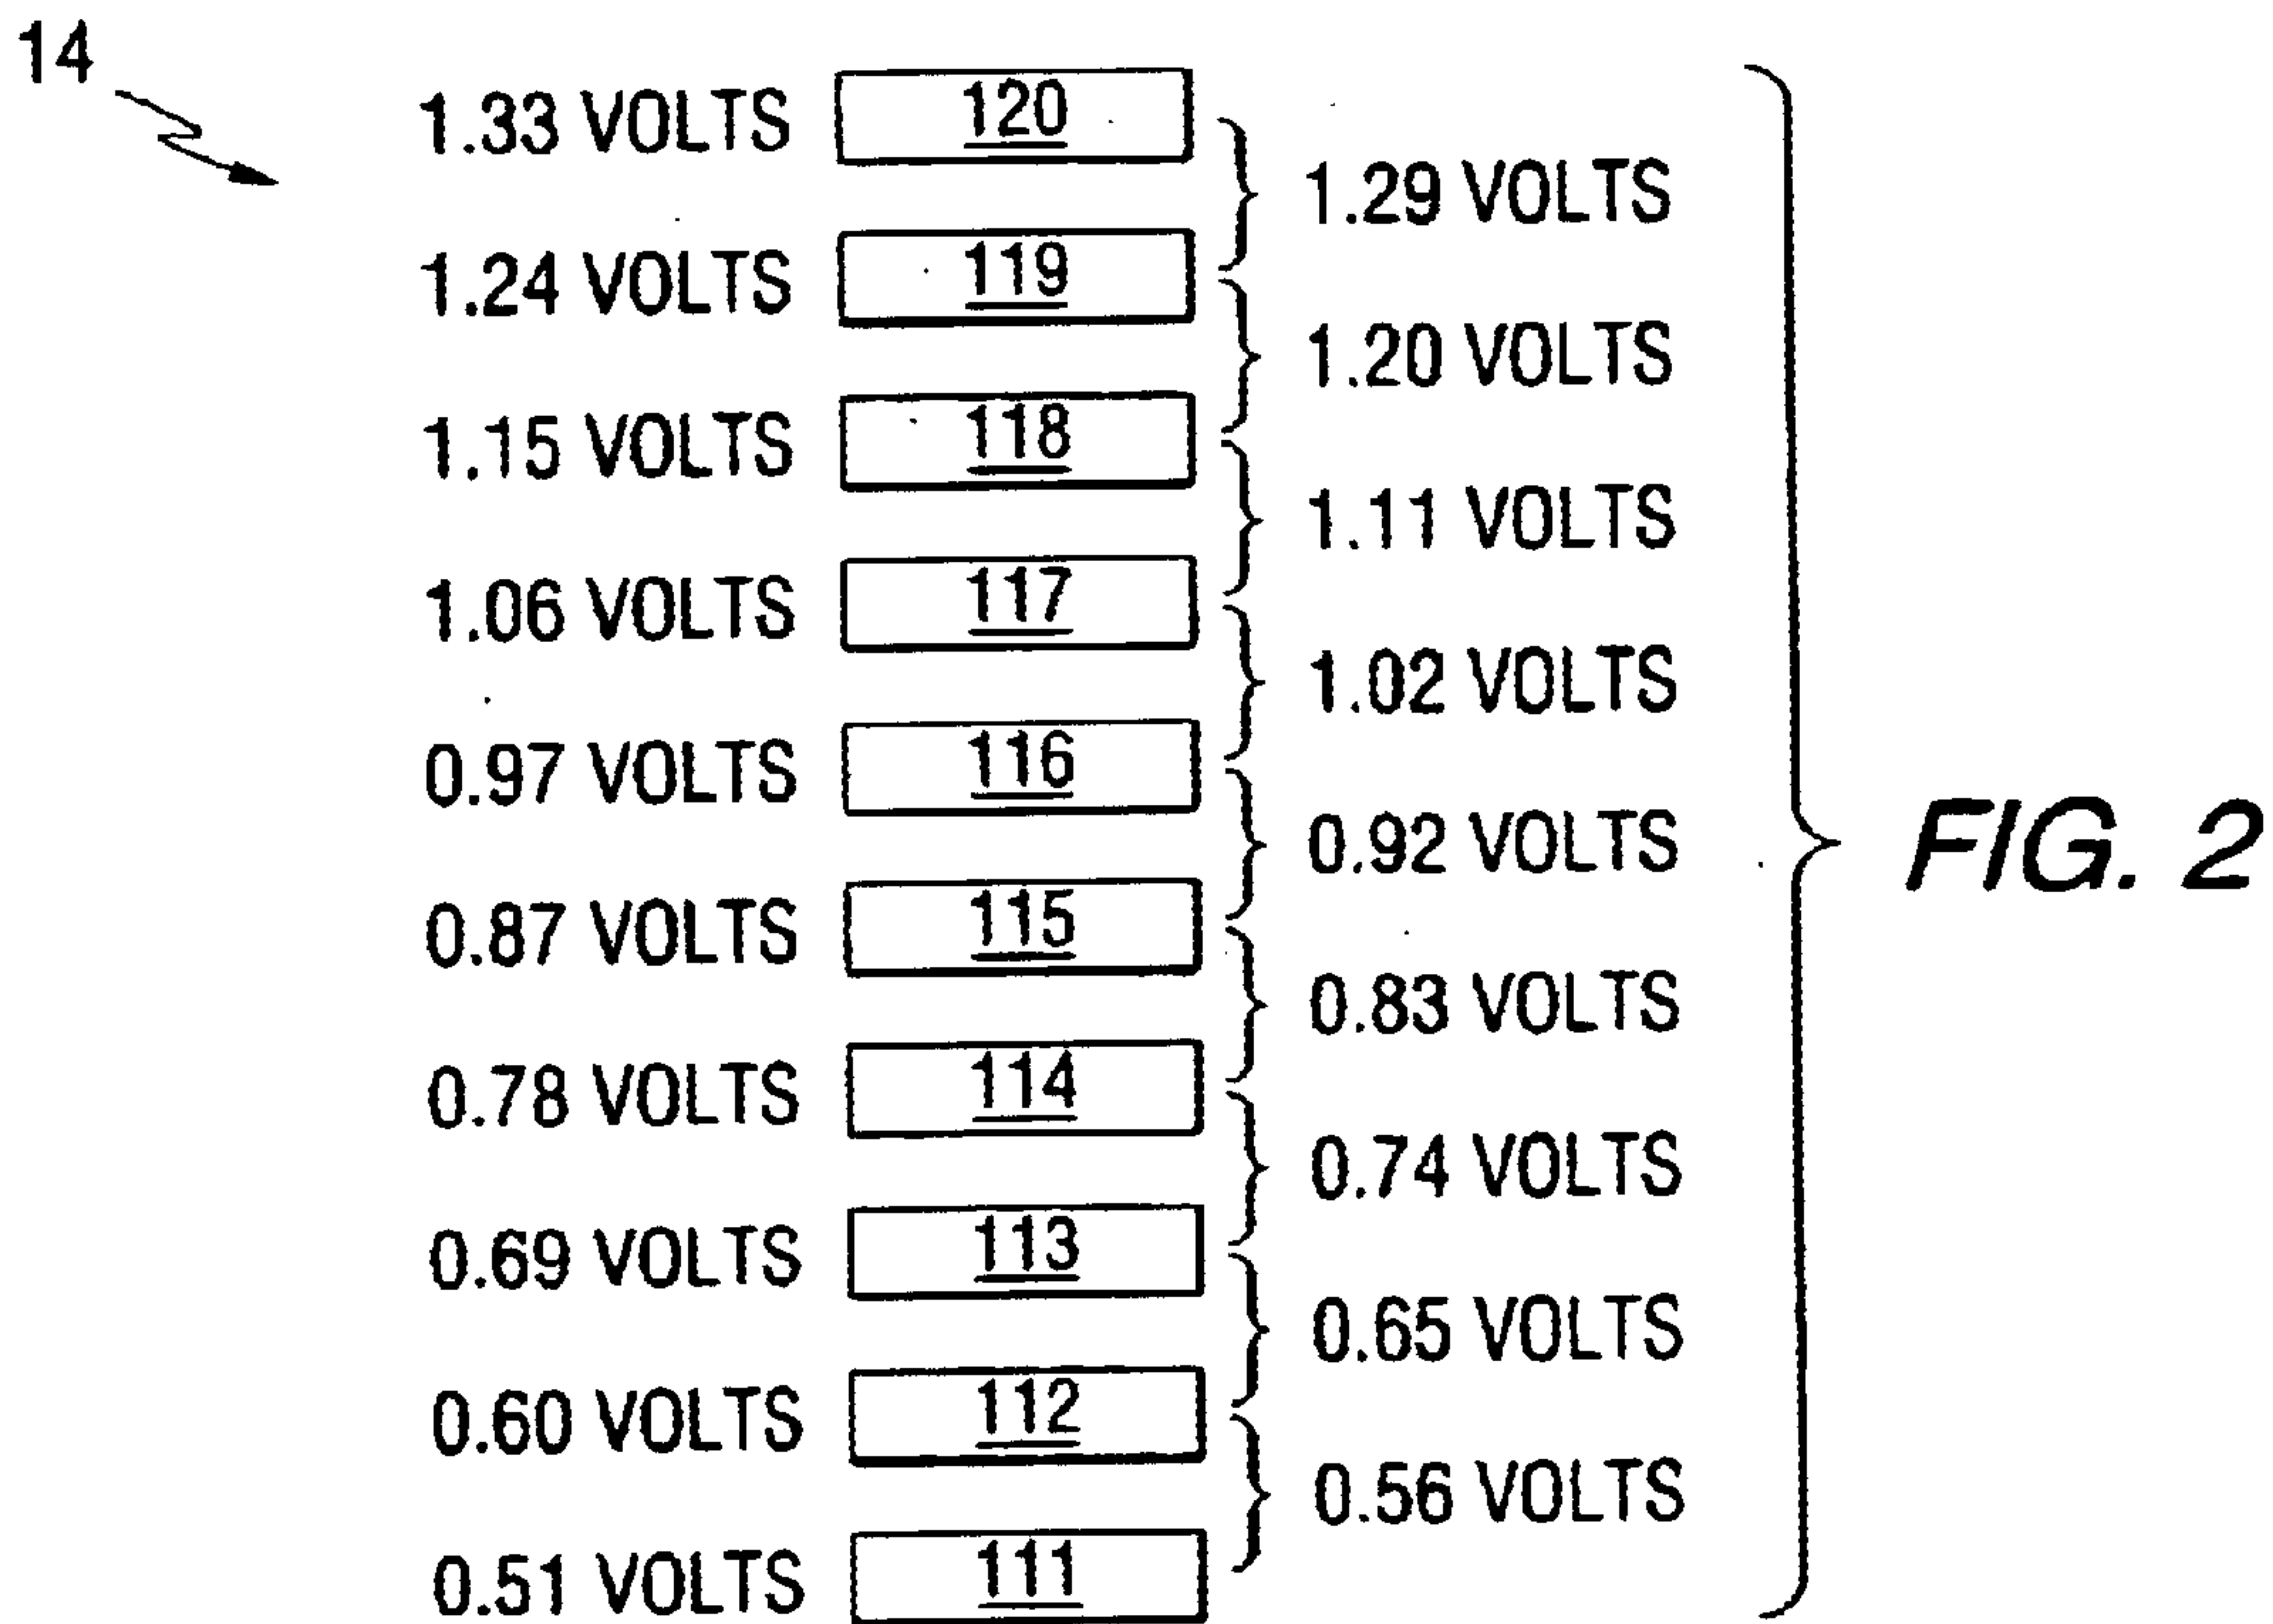 14
1.33 VOLTS 120
1.29 VOLTS
1.24 VOLTS 119
1.20 VOLTS
1.15 VOLTS 118
1.11 VOLTS
1.06 VOLTS 117
1.02 VOLTS
0.97 VOLTS 116
0.92 VOLTS
0.87 VOLTS 115
0.83 VOLTS
0.78 VOLTS 114
0.74 VOLTS
0.69 VOLTS 113
0.65 VOLTS
0.60 VOLTS 112
0.56 VOLTS
0.51 VOLTS 111
FIG. 2